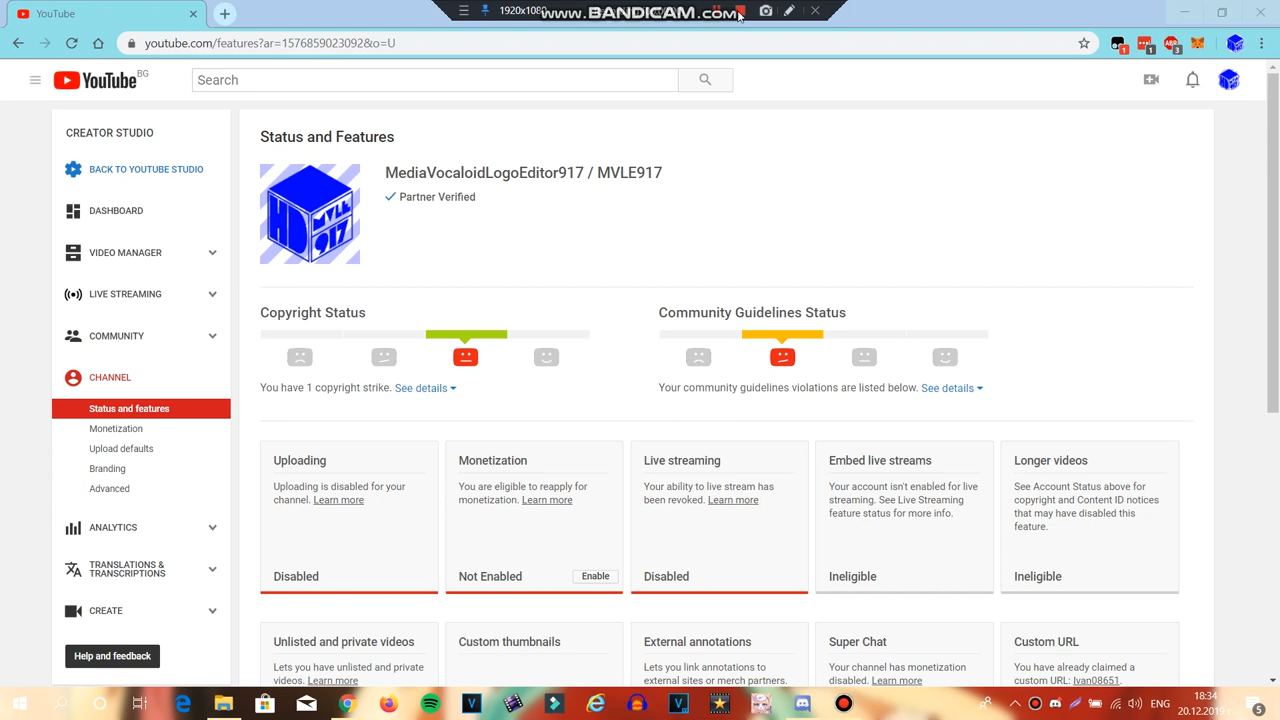 YouTube
1920x1080
www.BANDICAM.com
youtube.com/features?ar=1576859023092&o=U
1
1
3
YouTube BG
Search
CREATOR STUDIO
BACK TO YOUTUBE STUDIO
DASHBOARD
VIDEO MANAGER
LIVE STREAMING
COMMUNITY
CHANNEL
Status and features
Monetization
Upload defaults
Branding
Advanced
ANALYTICS
TRANSLATIONS &
TRANSCRIPTIONS
CREATE
Help and feedback
Status and Features
HD MVLE 917
MediaVocaloidLogoEditor917 / MVLE917
Partner Verified
Copyright Status
You have 1 copyright strike. See details
Community Guidelines Status
Your community guidelines violations are listed below. See details
Uploading
Uploading is disabled for your
channel. Learn more
Disabled
Monetization
You are eligible to reapply for
monetization. Learn more
Not Enabled Enable
Live streaming
Your ability to live stream has
been revoked. Learn more
Disabled
Embed live streams
Your account isn't enabled for live
streaming. See Live Streaming
feature status for more info.
Ineligible
Longer videos
See Account Status above for
copyright and Content ID notices
that may have disabled this
feature.
Ineligible
Unlisted and private videos
Lets you have unlisted and private
videos. Learn more
Custom thumbnails
External annotations
Lets you link annotations to
external sites or merch partners.
Super Chat
Your channel has monetization
disabled. Learn more
Custom URL
You have already claimed a
custom URL: Ivan08651.
ЕНГ
18:34
20.12.2019 г.
5